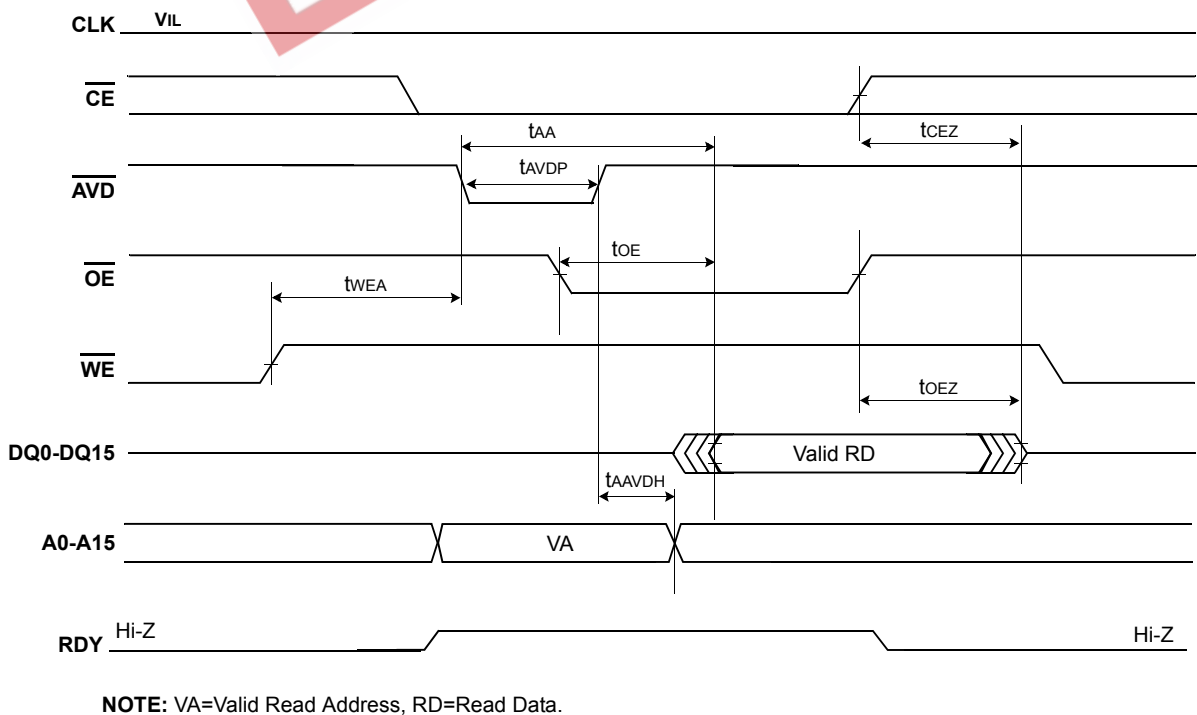 CLK VIL
CE
tAA
tCEZ
AVD
tAVDP
OE
tOE
tWEA
WE
tOEZ
DQ0-DQ15
Valid RD
tAAVDH
A0-A15
VA
RDY Hi-Z
Hi-Z
NOTE: VA=Valid Read Address, RD=Read Data.